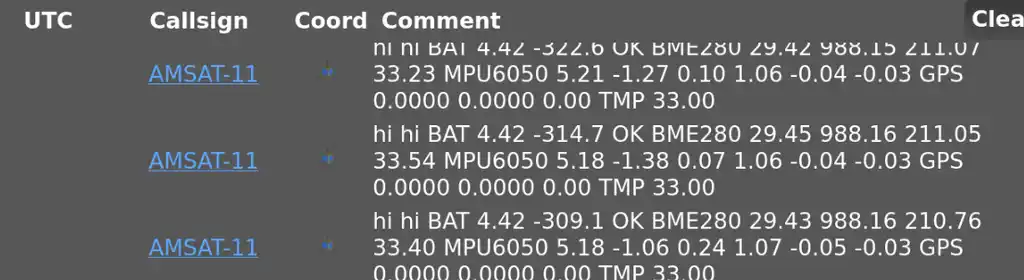 UTC Callsign Coord Comment Clea
hi hi BAT 4.42 -322.6 OK BME280 29.42 988.15 211.07
AMSAT-11 33.23 MPU6050 5.21 -1.27 0.10 1.06 -0.04 -0.03 GPS
0.0000 0.0000 0.00 TMP 33.00
hi hi BAT 4.42 -314.7 OK BME280 29.45 988.16 211.05
AMSAT-11 33.54 MPU6050 5.18 -1.38 0.07 1.06 -0.04 -0.03 GPS
0.0000 0.0000 0.00 TMP 33.00
hi hi BAT 4.42 -309.1 OK BME280 29.43 988.16 210.76
AMSAT-11 33.40 MPU6050 5.18 -1.06 0.24 1.07 -0.05 -0.03 GPS
0.0000 0.0000 0.00 TMP 33.00